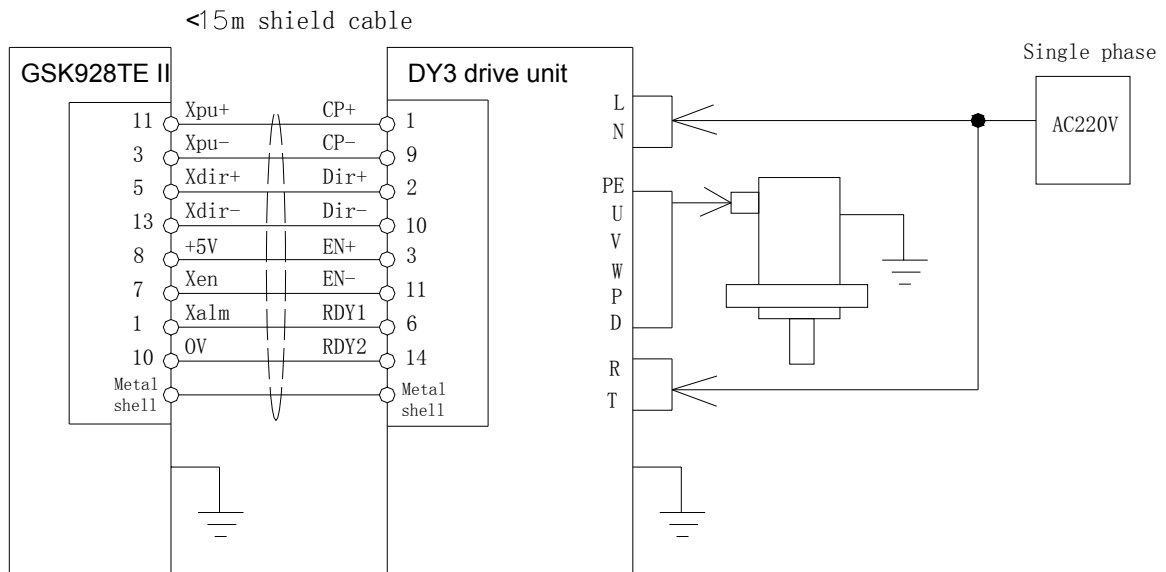 <15m shield cable
GSK928TE II
DY3 drive unit
Single phase
AC220V
11 Xpu+ CP+ 1
3 Xpu- CP- 9
5 Xdir+ Dir+ 2
13 Xdir- Dir- 10
8 +5V EN+ 3
7 Xen EN- 11
1 Xalm RDY1 6
10 0V RDY2 14
Metal
shell
Metal
shell
L
N
PE
U
V
W
P
D
R
T